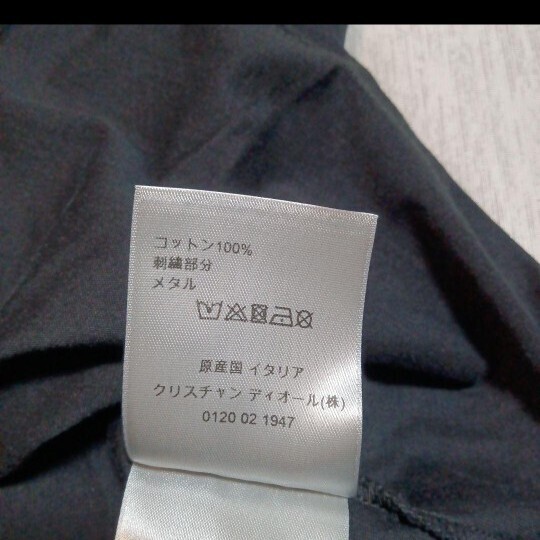 コットン100%
刺繍部分
メタル
原産国 イタリア
クリスチャン ディオール(株)
0120 02 1947